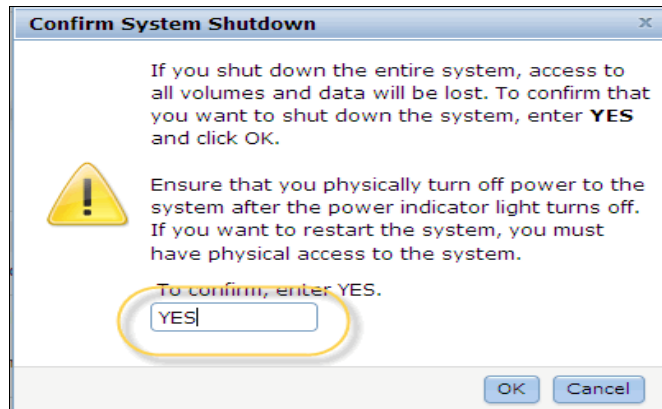 Confirm System Shutdown
If you shut down the entire system, access to
all volumes and data will be lost. To confirm that
you want to shut down the system, enter YES
and click OK.
Ensure that you physically turn off power to the
system after the power indicator light turns off.
If you want to restart the system, you must
have physical access to the system.
To confirm, enter YES.
YES
OK Cancel